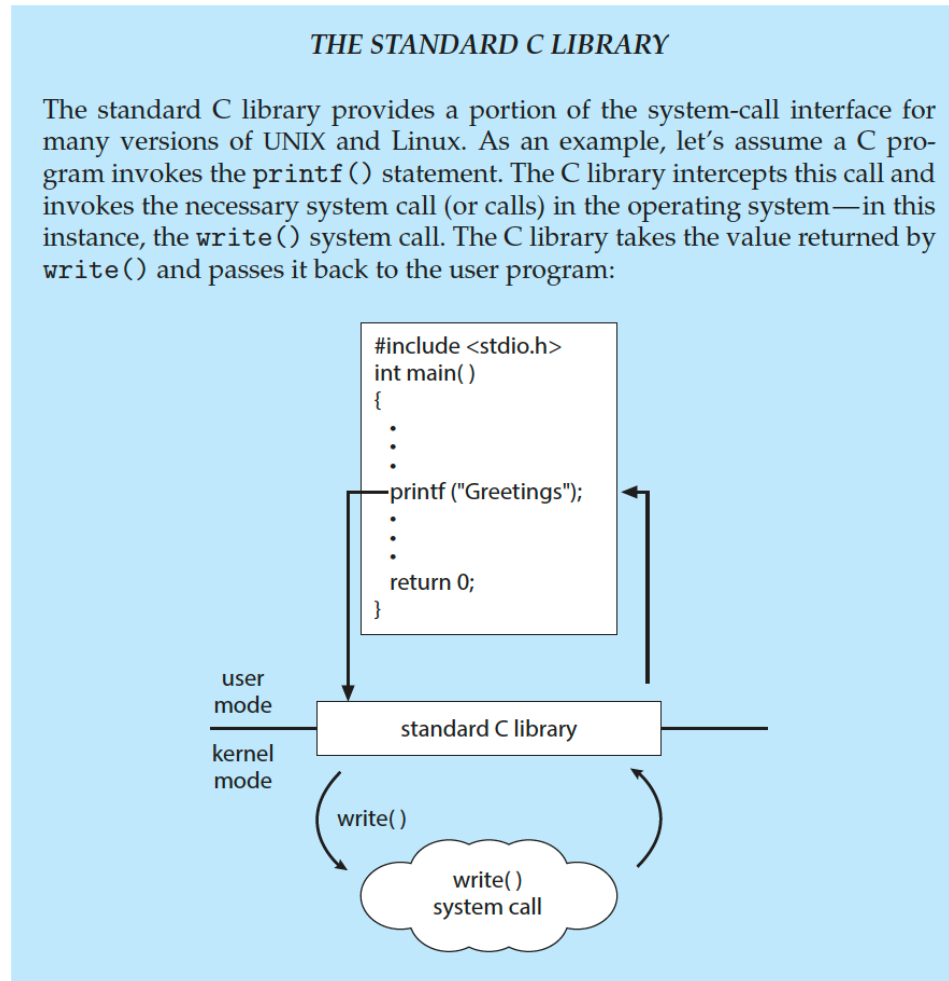 THE STANDARD C LIBRARY
The standard C library provides a portion of the system-call interface for
many versions of UNIX and Linux. As an example, let's assume a C pro-
gram invokes the printf() statement. The C library intercepts this call and
invokes the necessary system call (or calls) in the operating system—in this
instance, the write() system call. The C library takes the value returned by
write() and passes it back to the user program:
#include <stdio.h>
int main( )
{
•
•
•
printf ("Greetings");
•
•
•
return 0;
}
user
mode
standard C library
kernel
mode
write( )
write( )
system call